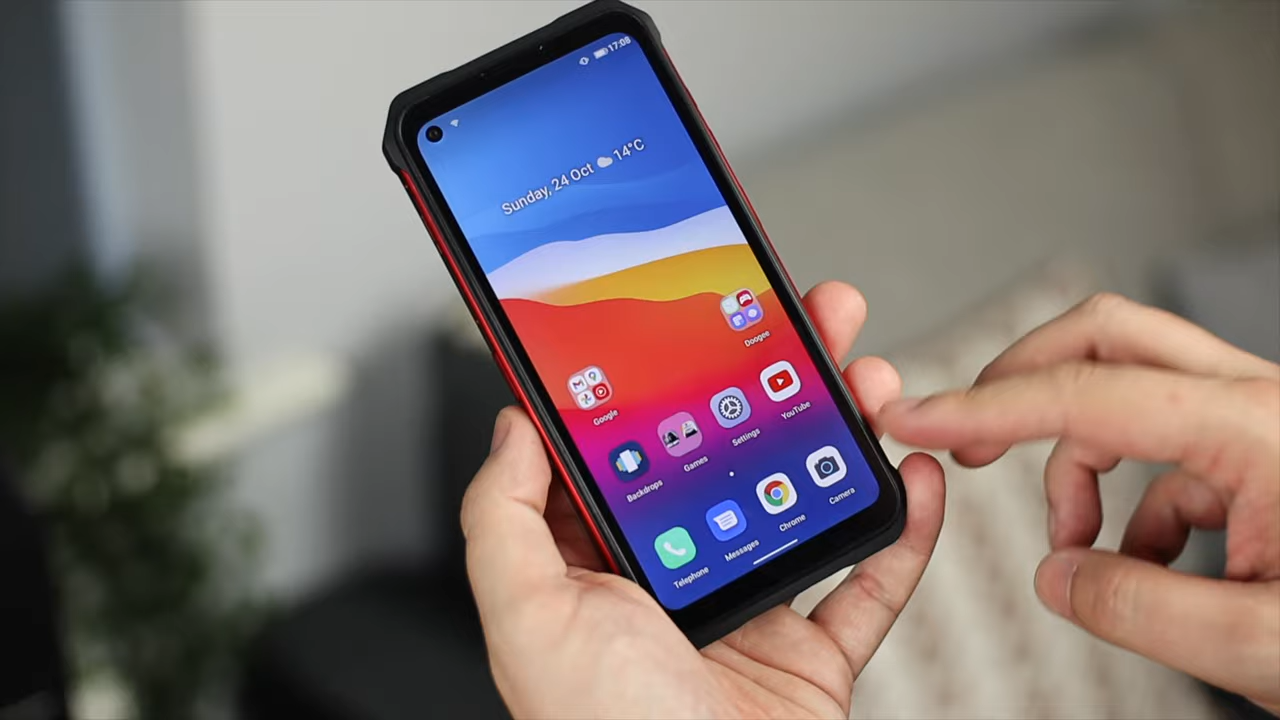 17:08
Sunday, 24 Oct 14°C
Doogee
Google
YouTube
Settings
Games
Backdrops
Camera
Chrome
Messages
Telephone